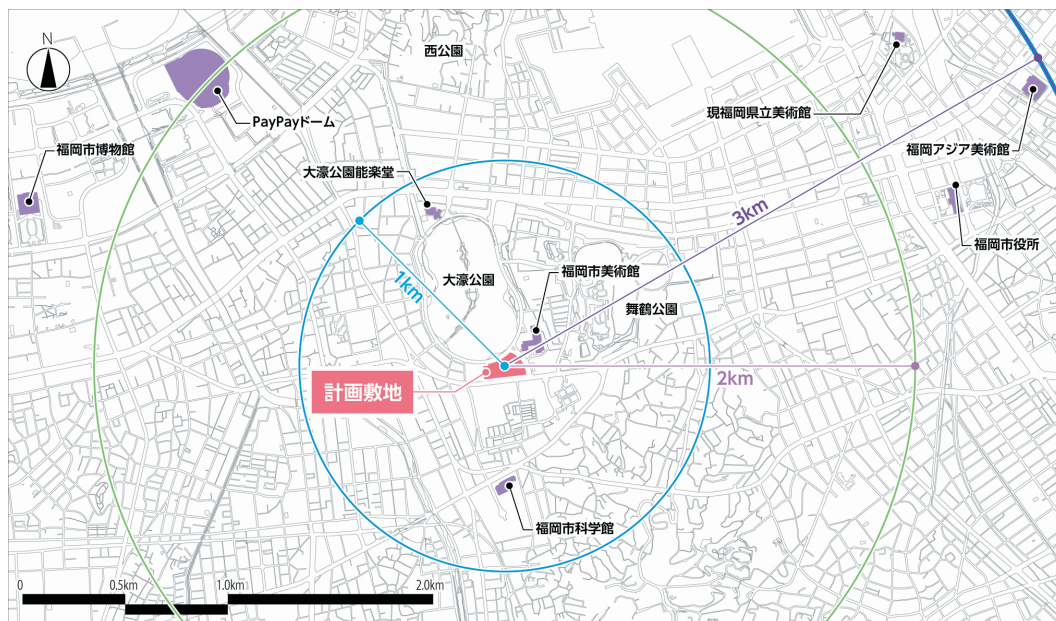 N
西公園
PayPayドーム
現福岡県立美術館
福岡市博物館
福岡アジア美術館
大濠公園能楽堂
3km
福岡市役所
1km
大濠公園
福岡市美術館
舞鶴公園
2km
計画敷地
福岡市科学館
0
0.5km
1.0km
2.0km